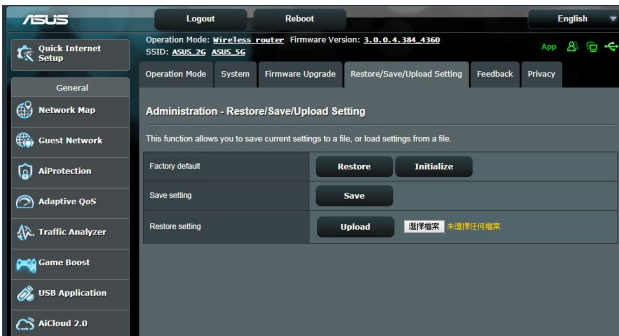 ASUS
Logout
Reboot
English
Quick Internet Setup
Operation Mode: Wireless router Firmware Version: 3.0.0.4.384_4360
SSID: ASUS_2G ASUS_5G
App
Operation Mode
System
Firmware Upgrade
Restore/Save/Upload Setting
Feedback
Privacy
General
Network Map
Guest Network
AiProtection
Adaptive QoS
Traffic Analyzer
Game Boost
USB Application
AiCloud 2.0
Administration - Restore/Save/Upload Setting
This function allows you to save current settings to a file, or load settings from a file.
Factory default
Restore
Initialize
Save setting
Save
Restore setting
Upload
選擇檔案 未選擇任何檔案